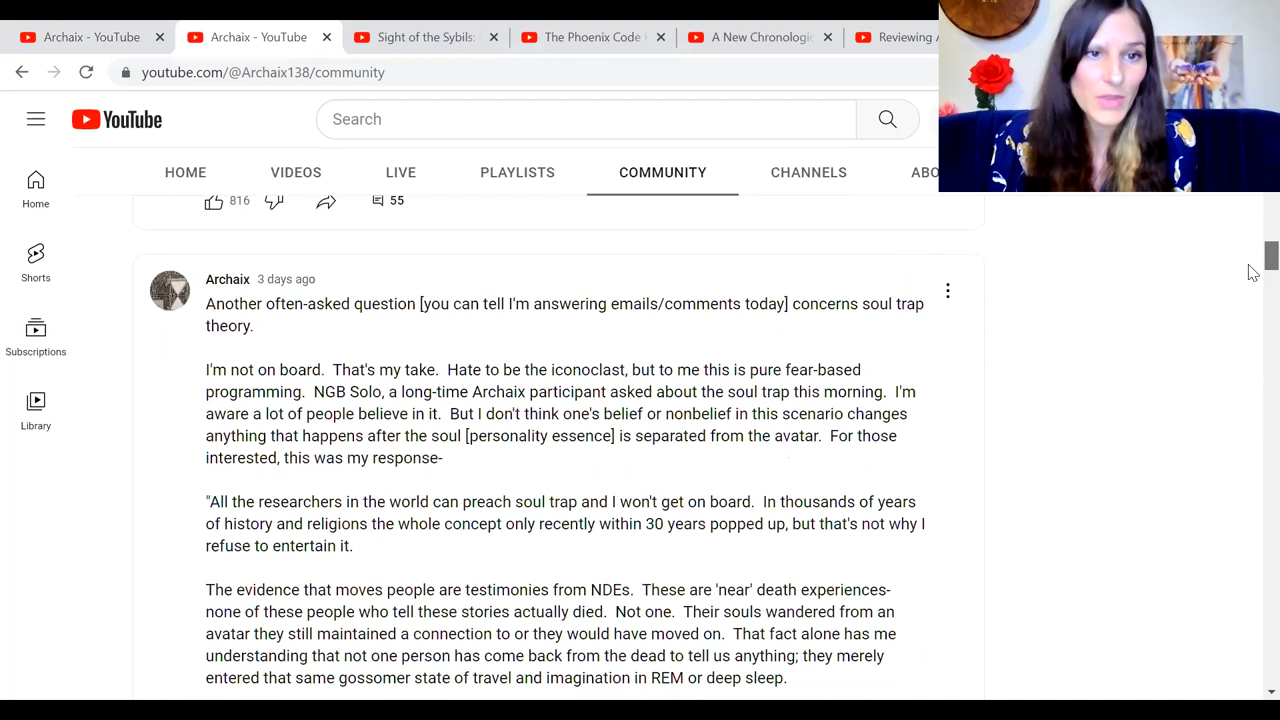 Archaix - YouTube
Archaix - YouTube
Sight of the Sybils:
The Phoenix Code
A New Chronologic
Reviewing
youtube.com/@Archaix138/community
YouTube
Search
HOME
VIDEOS
LIVE
PLAYLISTS
COMMUNITY
CHANNELS
ABO
Home
Shorts
Subscriptions
Library
816
55
Archaix 3 days ago
Another often-asked question [you can tell I'm answering emails/comments today] concerns soul trap
theory.
I'm not on board. That's my take. Hate to be the iconoclast, but to me this is pure fear-based
programming. NGB Solo, a long-time Archaix participant asked about the soul trap this morning. I'm
aware a lot of people believe in it. But I don't think one's belief or nonbelief in this scenario changes
anything that happens after the soul [personality essence] is separated from the avatar. For those
interested, this was my response-
"All the researchers in the world can preach soul trap and I won't get on board. In thousands of years
of history and religions the whole concept only recently within 30 years popped up, but that's not why I
refuse to entertain it.
The evidence that moves people are testimonies from NDEs. These are 'near' death experiences-
none of these people who tell these stories actually died. Not one. Their souls wandered from an
avatar they still maintained a connection to or they would have moved on. That fact alone has me
understanding that not one person has come back from the dead to tell us anything; they merely
entered that same gossomer state of travel and imagination in REM or deep sleep.